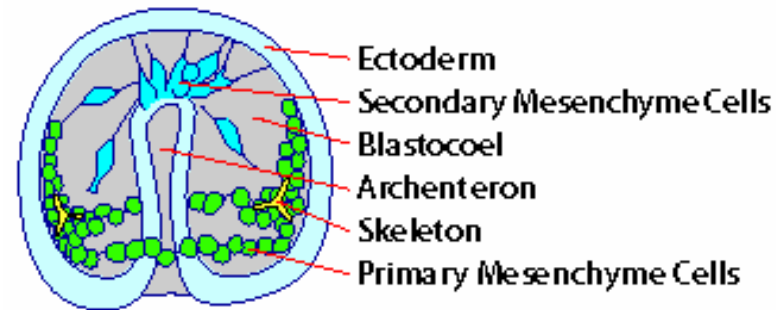 Ectoderm
Secondary Mesenchyme Cells
Blastocoel
Archenteron
Skeleton
Primary Mesenchyme Cells